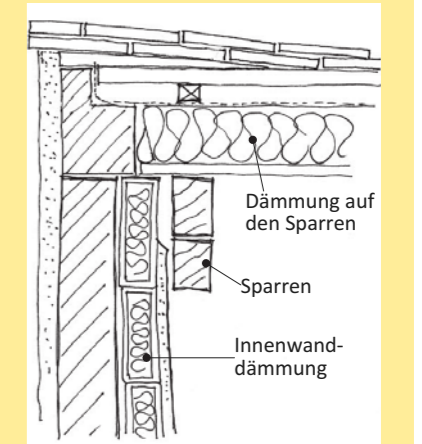 Dämmung auf
den Sparren
Sparren
Innenwand-
dämmung